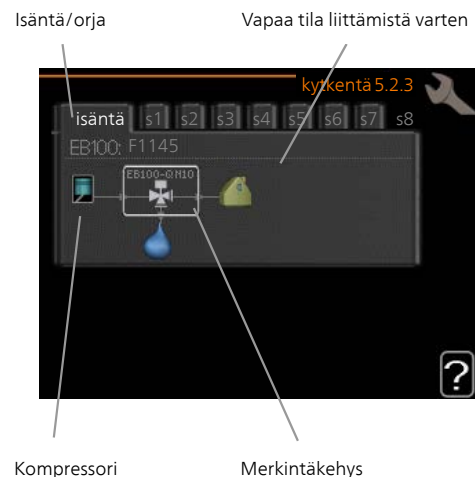 Isäntä/orja
Vapaa tila liittämistä varten
kytkentä 5.2.3
isäntä s1 s2 s3 s4 s5 s6 s7 s8
EB100: F1145
EB100-QN10
?
Kompressori
Merkintäkehys